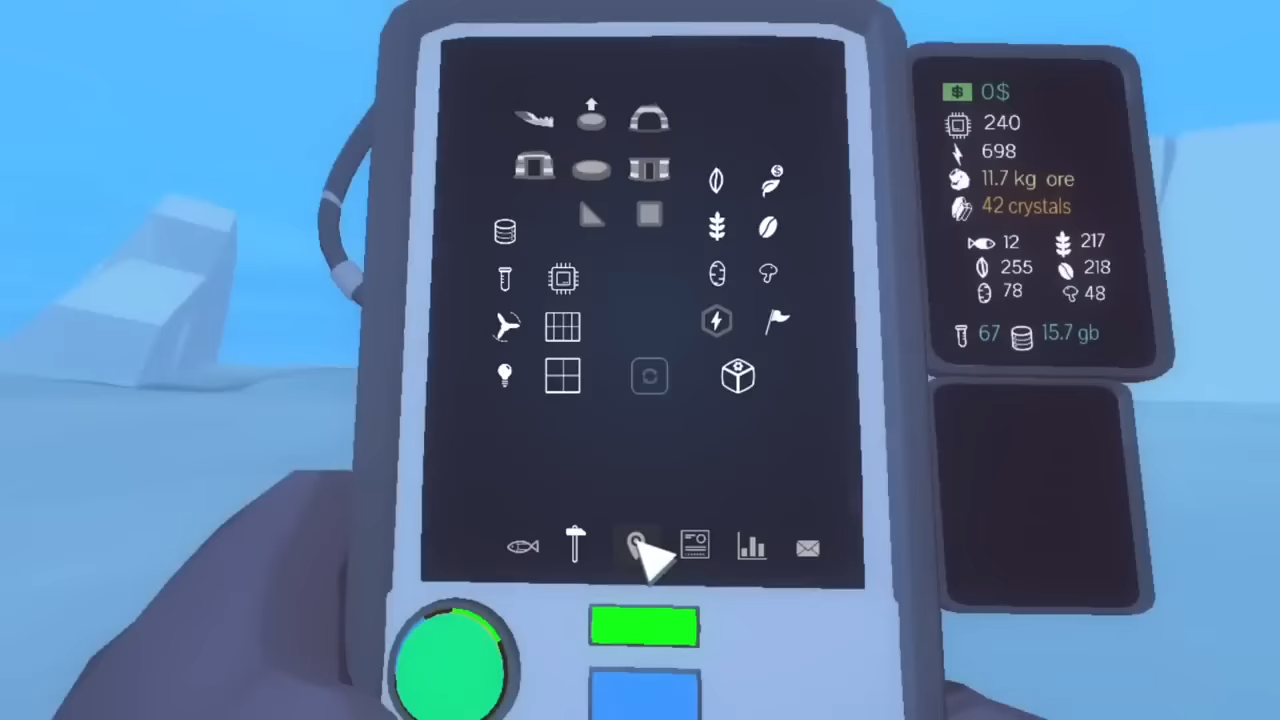 0$
240
698
11.7 kg ore
42 crystals
12 217
255 218
78 48
67 15.7 gb